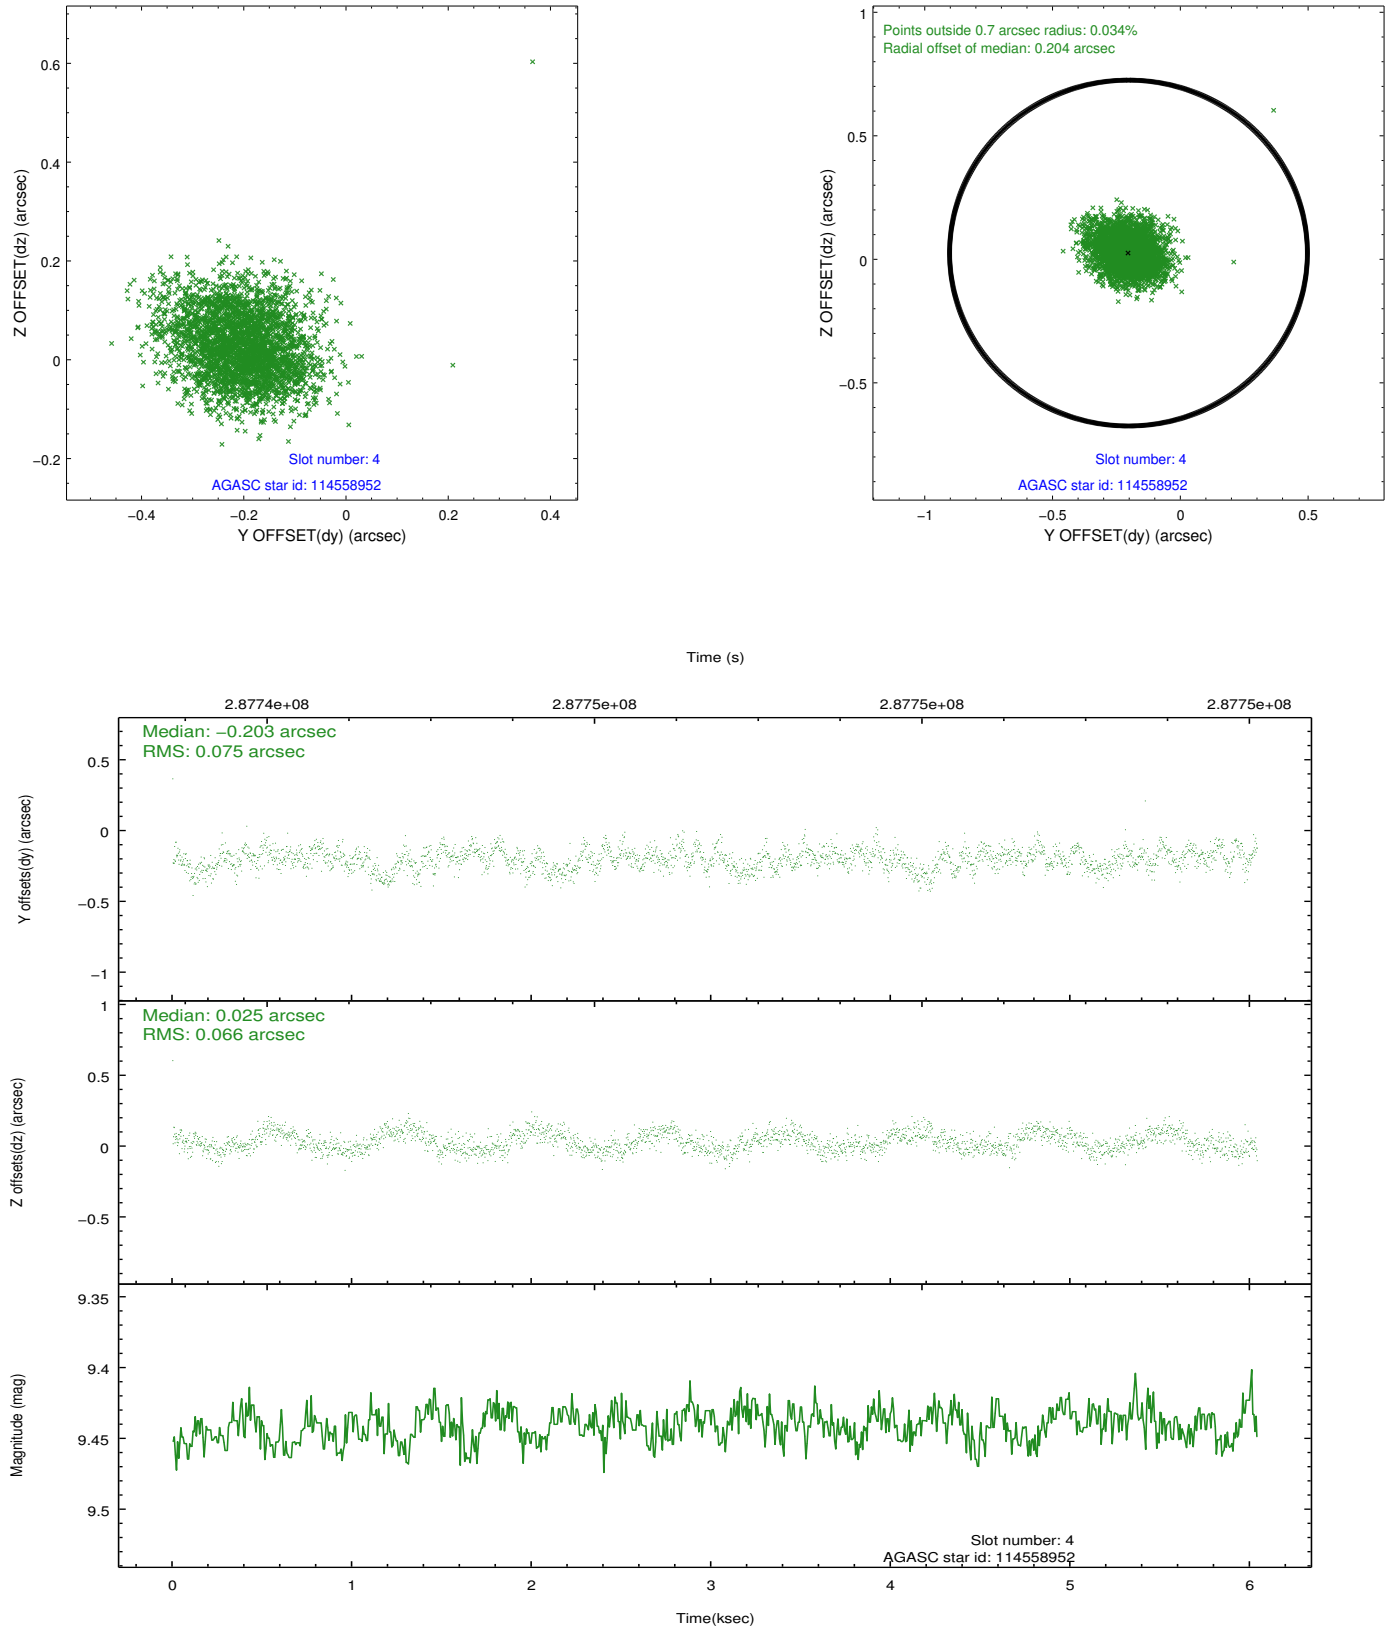 0.6
0.4
0.2
0
−0.2
Z OFFSET(dz) (arcsec)
Slot number: 4
AGASC star id: 114558952
−0.4 −0.2 0 0.2 0.4
Y OFFSET(dy) (arcsec)
1
0.5
0
−0.5
Z OFFSET(dz) (arcsec)
Points outside 0.7 arcsec radius: 0.034%
Radial offset of median: 0.204 arcsec
Slot number: 4
AGASC star id: 114558952
−1 −0.5 0 0.5
Y OFFSET(dy) (arcsec)
Time (s)
2.8774e+08 2.8775e+08 2.8775e+08 2.8775e+08
Median: −0.203 arcsec
RMS: 0.075 arcsec
0.5
0
−0.5
−1
Y offsets(dy) (arcsec)
Median: 0.025 arcsec
RMS: 0.066 arcsec
1
0.5
0
−0.5
Z offsets(dz) (arcsec)
9.35
9.4
9.45
9.5
Magnitude (mag)
Slot number: 4
AGASC star id: 114558952
0 1 2 3 4 5 6
Time(ksec)